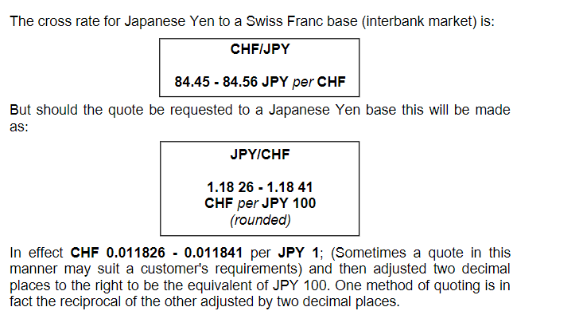 The cross rate for Japanese Yen to a Swiss Franc base (interbank market) is:
CHF/JPY
84.45 - 84.56 JPY per CHF
But should the quote be requested to a Japanese Yen base this will be made
as:
JPY/CHF
1.18 26 - 1.18 41
CHF per JPY 100
(rounded)
In effect CHF 0.011826 - 0.011841 per JPY 1; (Sometimes a quote in this
manner may suit a customer's requirements) and then adjusted two decimal
places to the right to be the equivalent of JPY 100. One method of quoting is in
fact the reciprocal of the other adjusted by two decimal places.